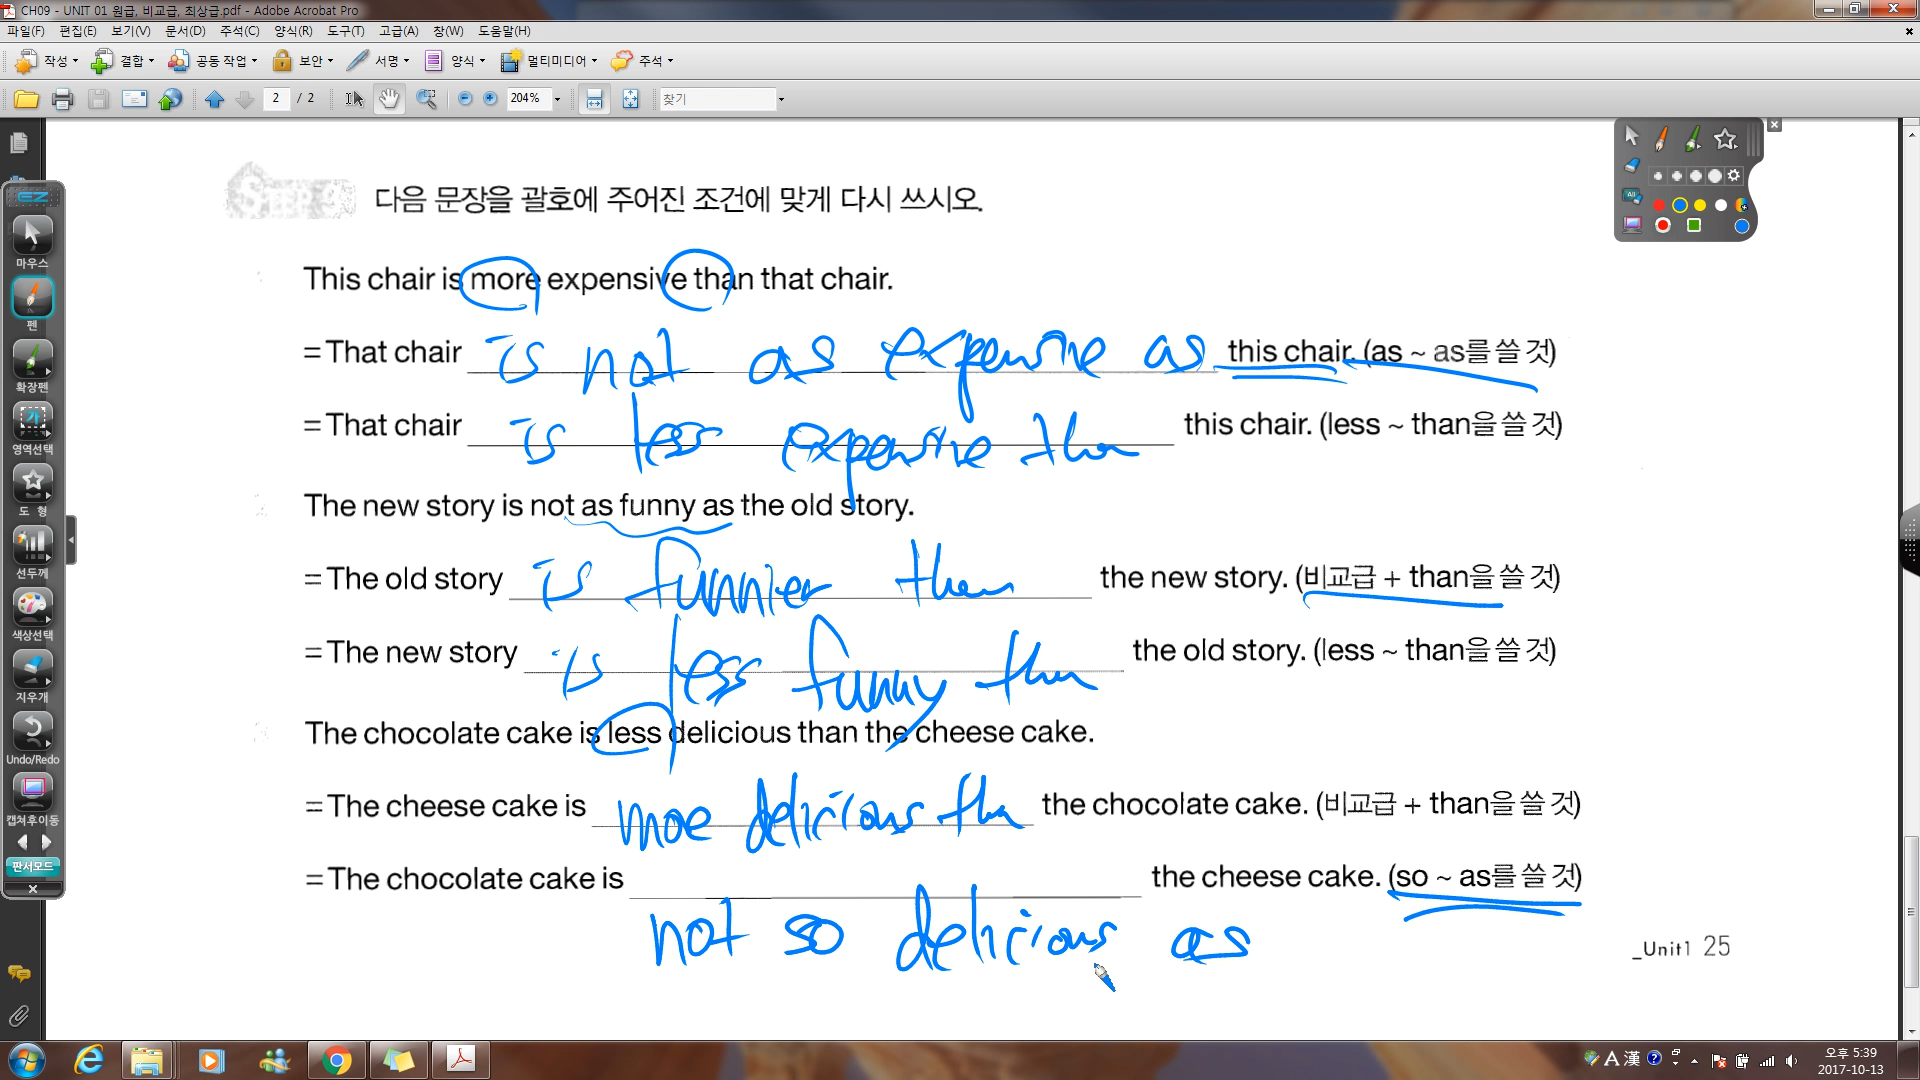 CH09 - UNIT 01 원급, 비교급, 최상급.pdf - Adobe Acrobat Pro
파일(F) 편집(E) 보기(V) 문서(D) 주석(C) 양식(R) 도구(T) 고급(A) 창(W) 도움말(H)
작성 결합 공동 작업 보안 서명 양식 멀티미디어 주석
2 / 2 204% 찾기
다음 문장을 괄호에 주어진 조건에 맞게 다시 쓰시오.
This chair is more expensive than that chair.
= That chair is not as expensive as this chair. (as ~ as를 쓸 것)
= That chair is less expensive than this chair. (less ~ than을 쓸 것)
The new story is not as funny as the old story.
= The old story is funnier than the new story. (비교급 + than을 쓸 것)
= The new story is less funny than the old story. (less ~ than을 쓸 것)
The chocolate cake is less delicious than the cheese cake.
= The cheese cake is more delicious than the chocolate cake. (비교급 + than을 쓸 것)
= The chocolate cake is the cheese cake. (so ~ as를 쓸 것)
not so delicious as
_Unit1 25
EZ
마우스
펜
확장펜
가
영역선택
도 형
선두께
색상선택
지우개
Undo/Redo
캡쳐후이동
판서모드
All
A 漢
오후 5:39
2017-10-13